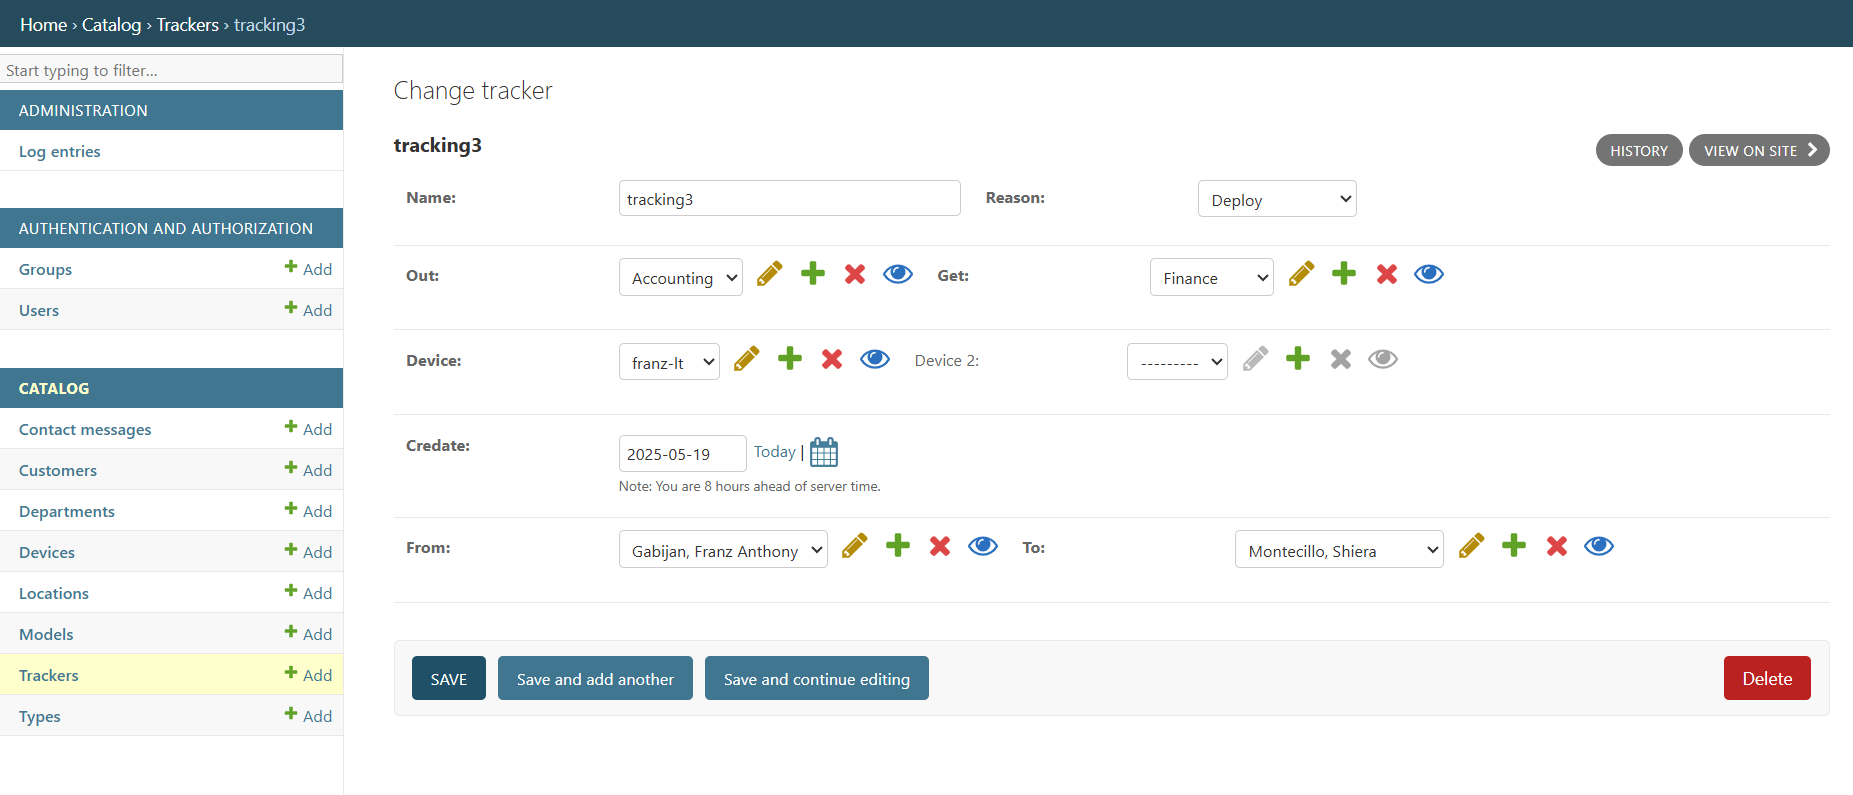 Home › Catalog › Trackers › tracking3
Start typing to filter...
ADMINISTRATION
Log entries
AUTHENTICATION AND AUTHORIZATION
Groups Add
Users Add
CATALOG
Contact messages Add
Customers Add
Departments Add
Devices Add
Locations Add
Models Add
Trackers Add
Types Add
Change tracker
tracking3
HISTORY VIEW ON SITE
Name: tracking3 Reason: Deploy
Out: Accounting Get: Finance
Device: franz-lt Device 2: ---------
Credate: 2025-05-19 Today |
Note: You are 8 hours ahead of server time.
From: Gabijan, Franz Anthony To: Montecillo, Shiera
SAVE Save and add another Save and continue editing Delete